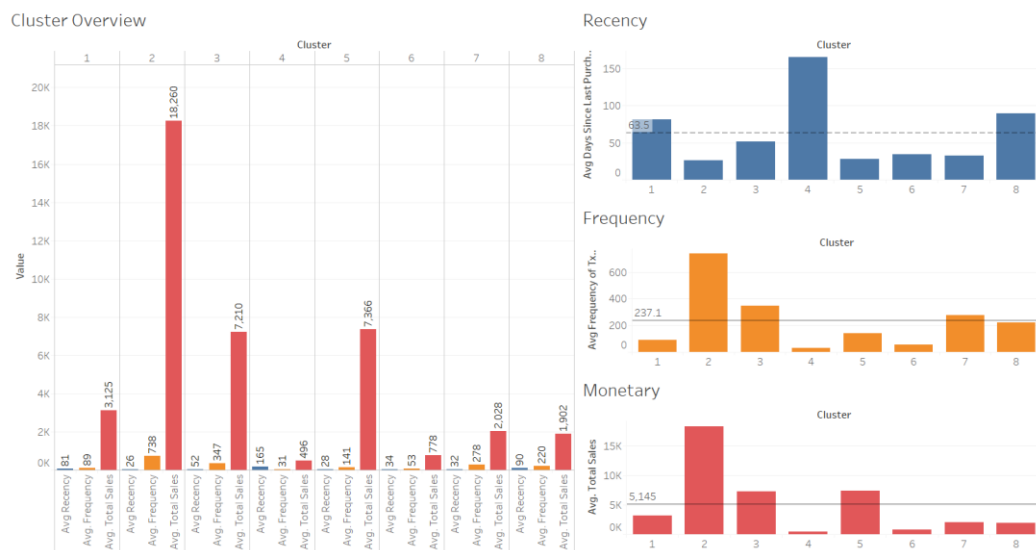 Cluster Overview
Cluster
1 2 3 4 5 6 7 8
20K
18K
16K
14K
12K
10K
8K
6K
4K
2K
0K
Value
81 89 3,125 26 738 18,260 52 347 7,210 165 31 496 28 141 7,366 34 53 778 32 278 2,028 90 220 1,902
Avg Recency Avg. Frequency Avg. Total Sales Avg Recency Avg. Frequency Avg. Total Sales Avg Recency Avg. Frequency Avg. Total Sales Avg Recency Avg. Frequency Avg. Total Sales Avg Recency Avg. Frequency Avg. Total Sales Avg Recency Avg. Frequency Avg. Total Sales Avg Recency Avg. Frequency Avg. Total Sales Avg Recency Avg. Frequency Avg. Total Sales
Recency
Cluster
Avg Days Since Last Purch..
150
100
50
0
63.5
1 2 3 4 5 6 7 8
Frequency
Cluster
Avg Frequency of Tx..
600
400
200
0
237.1
1 2 3 4 5 6 7 8
Monetary
Cluster
Avg. Total Sales
15K
10K
5K
0K
5,145
1 2 3 4 5 6 7 8